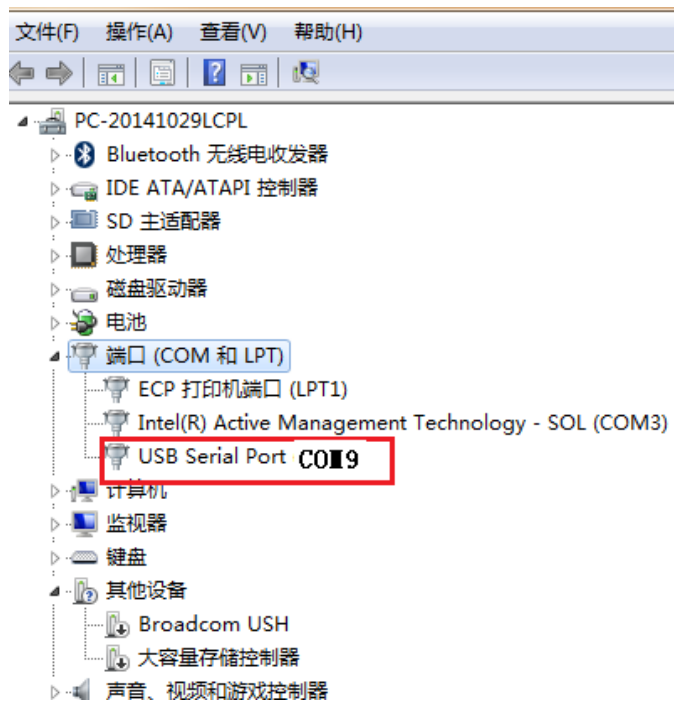 文件(F) 操作(A) 查看(V) 帮助(H)
PC-20141029LCPL
Bluetooth 无线电收发器
IDE ATA/ATAPI 控制器
SD 主适配器
处理器
磁盘驱动器
电池
端口 (COM 和 LPT)
ECP 打印机端口 (LPT1)
Intel(R) Active Management Technology - SOL (COM3)
USB Serial Port COM9
计算机
监视器
键盘
其他设备
Broadcom USH
大容量存储控制器
声音、视频和游戏控制器